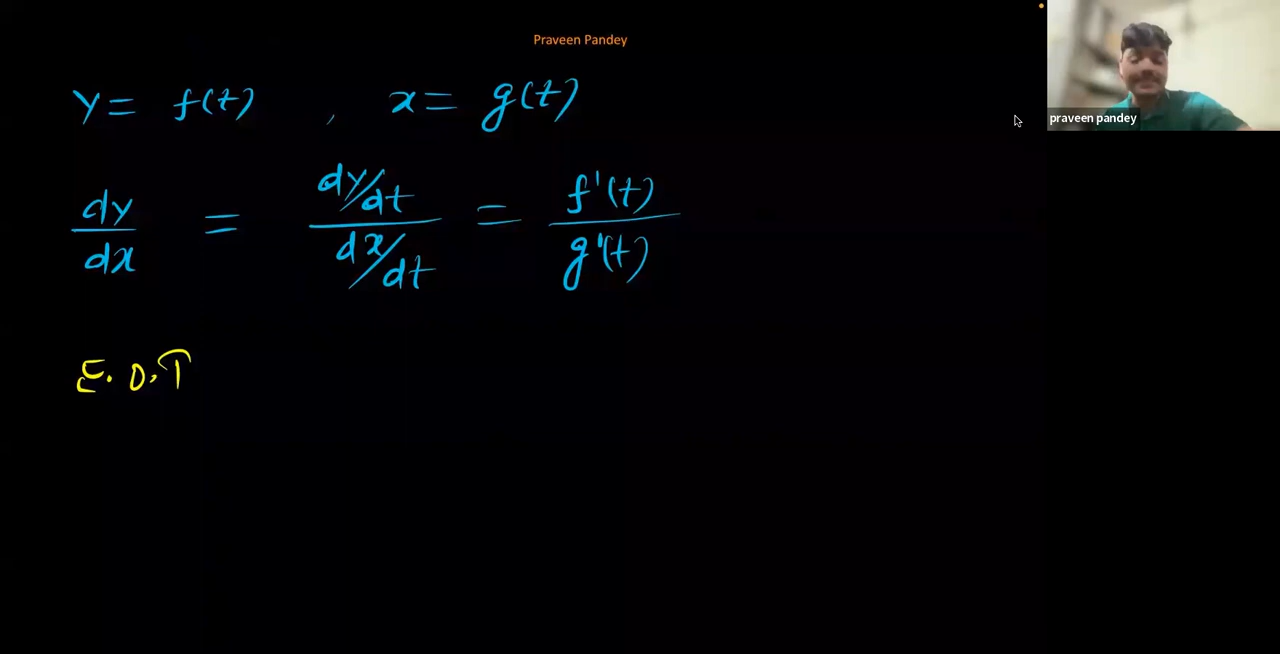 Praveen Pandey
praveen pandey
y = f(t) , x = g(t)
dy/dx = (dy/dt)/(dx/dt) = f'(t)/g'(t)
E.O.T